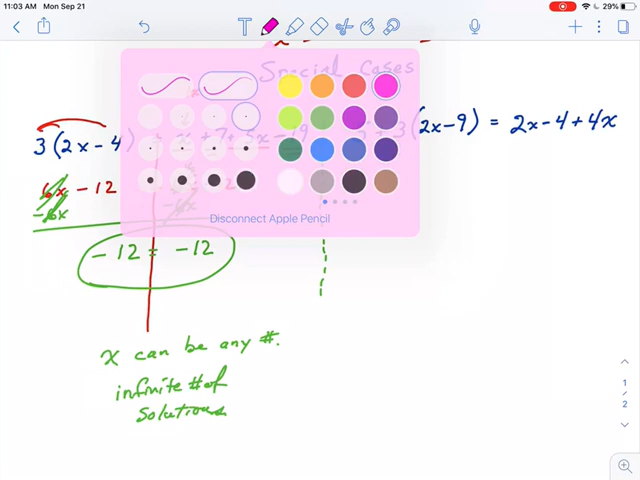 11:03 AM Mon Sep 21
29%
Special Cases
3(2x-4)
(2x-9) = 2x-4+4x
6x - 12
-6x
-12 = -12
Disconnect Apple Pencil
x can be any #.
infinite # of
solutions
1
/
2